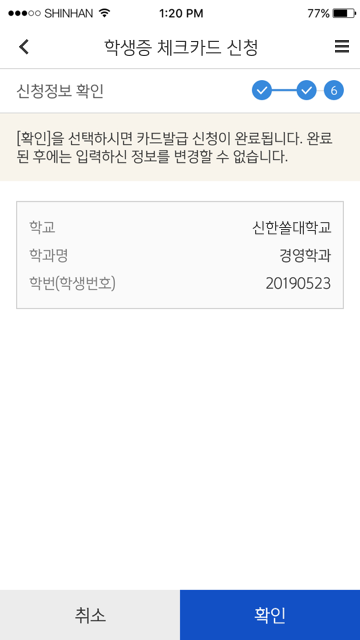 SHINHAN 1:20 PM 77%
학생증 체크카드 신청
신청정보 확인 6
[확인]을 선택하시면 카드발급 신청이 완료됩니다. 완료
된 후에는 입력하신 정보를 변경할 수 없습니다.
학교 신한쏠대학교
학과명 경영학과
학번(학생번호) 20190523
취소 확인